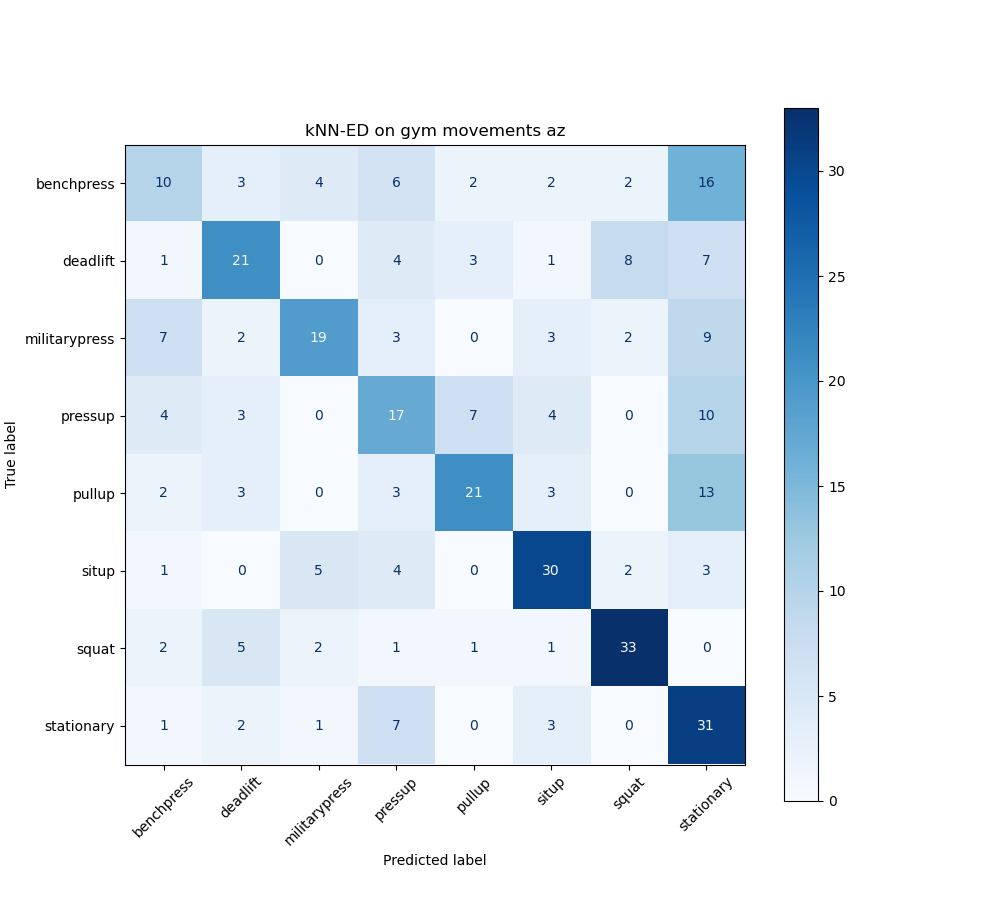 kNN-ED on gym movements az
benchpress 10 3 4 6 2 2 2 16
deadlift 1 21 0 4 3 1 8 7
militarypress 7 2 19 3 0 3 2 9
pressup 4 3 0 17 7 4 0 10
pullup 2 3 0 3 21 3 0 13
situp 1 0 5 4 0 30 2 3
squat 2 5 2 1 1 1 33 0
stationary 1 2 1 7 0 3 0 31
benchpress deadlift militarypress pressup pullup situp squat stationary
Predicted label
True label
30
25
20
15
10
5
0